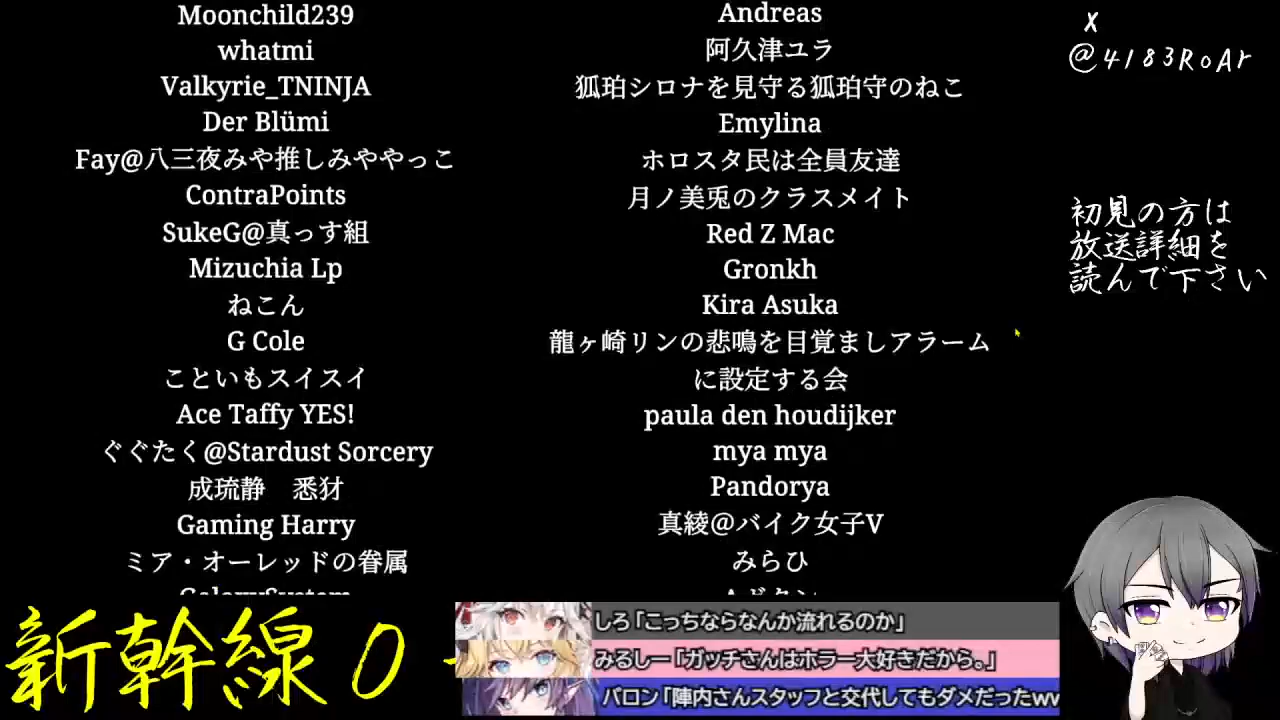 Moonchild239
whatmi
Valkyrie_TNINJA
Der Blümi
Fay@八三夜みや推しみややっこ
ContraPoints
SukeG@真っす組
Mizuchia Lp
ねこん
G Cole
こといもスイスイ
Ace Taffy YES!
ぐぐたく@Stardust Sorcery
成琉静　悉犲
Gaming Harry
ミア・オーレッドの眷属
Andreas
阿久津ユラ
狐珀シロナを見守る狐珀守のねこ
Emylina
ホロスタ民は全員友達
月ノ美兎のクラスメイト
Red Z Mac
Gronkh
Kira Asuka
龍ヶ崎リンの悲鳴を目覚ましアラーム
に設定する会
paula den houdijker
mya mya
Pandorya
真綾@バイク女子V
みらひ
X
@4183RoAr
初見の方は
放送詳細を
読んで下さい
新幹線0
しろ「こっちならなんか流れるのか」
みるしー「ガッチさんはホラー大好きだから。」
バロン「陣内さんスタッフと交代してもダメだったwv